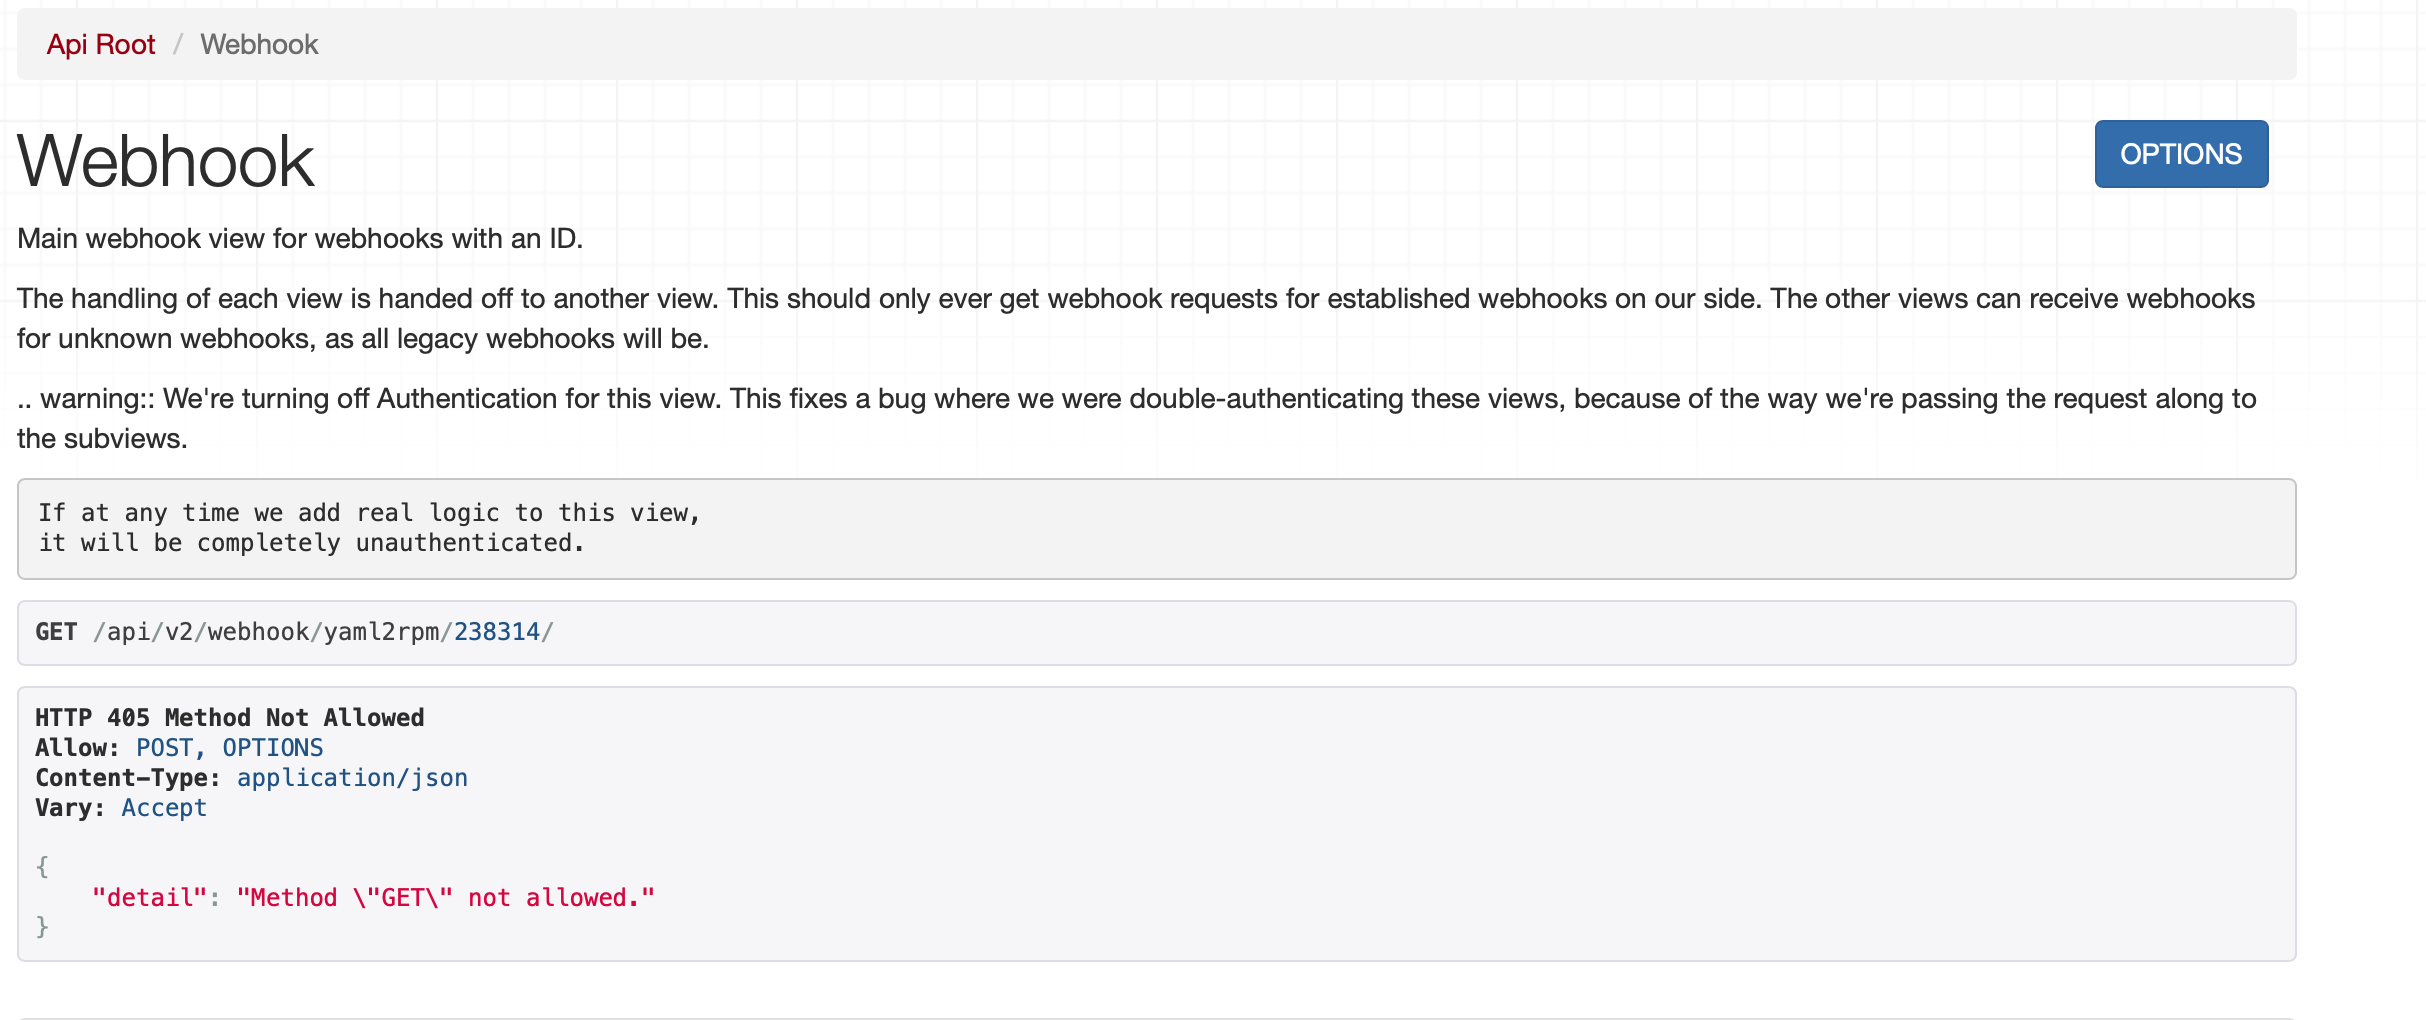 Api Root / Webhook
Webhook
OPTIONS
Main webhook view for webhooks with an ID.
The handling of each view is handed off to another view. This should only ever get webhook requests for established webhooks on our side. The other views can receive webhooks
for unknown webhooks, as all legacy webhooks will be.
.. warning:: We're turning off Authentication for this view. This fixes a bug where we were double-authenticating these views, because of the way we're passing the request along to
the subviews.
If at any time we add real logic to this view,
it will be completely unauthenticated.
GET /api/v2/webhook/yaml2rpm/238314/
HTTP 405 Method Not Allowed
Allow: POST, OPTIONS
Content-Type: application/json
Vary: Accept
{
    "detail": "Method \"GET\" not allowed."
}